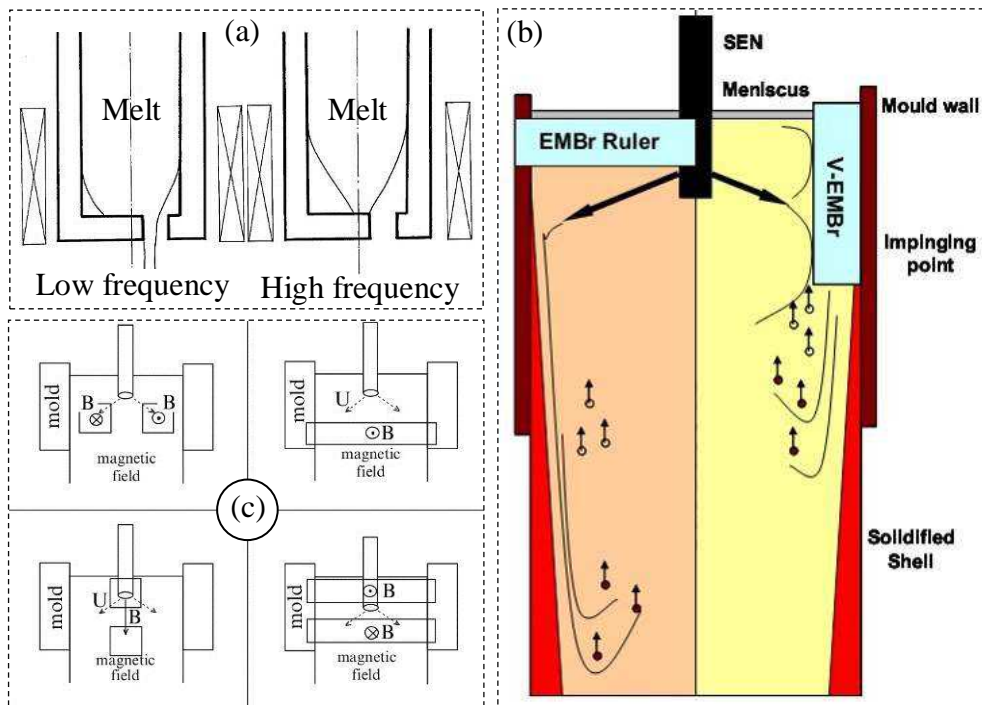 (a)
Melt
Melt
Low frequency
High frequency
(b)
SEN
Meniscus
Mould wall
EMBr Ruler
V-EMBr
Impinging
point
Solidified
Shell
(c)
mold
B
B
magnetic
field
mold
U
B
magnetic
field
mold
U
B
magnetic
field
mold
B
B
magnetic
field